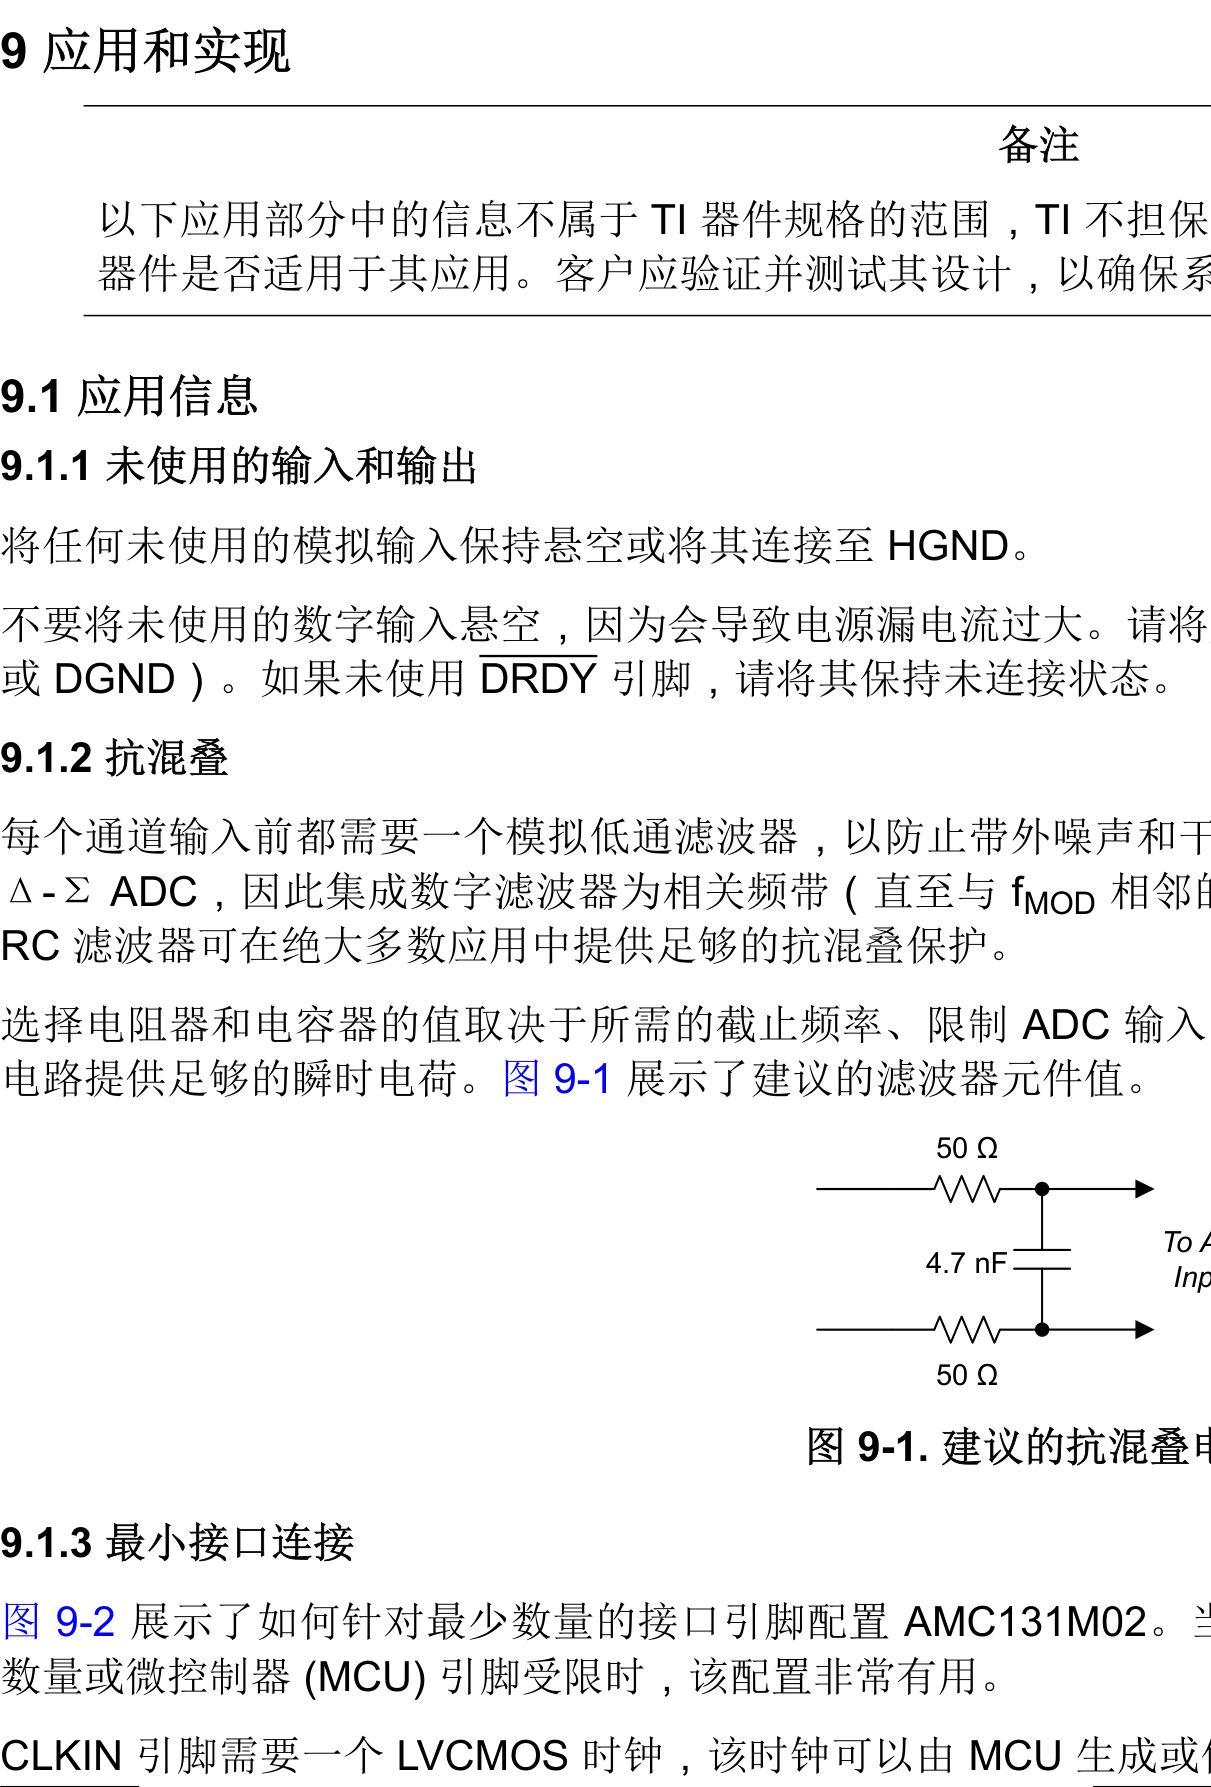 9 应用和实现
备注
以下应用部分中的信息不属于 TI 器件规格的范围，TI 不担保
器件是否适用于其应用。客户应验证并测试其设计，以确保系
9.1 应用信息
9.1.1 未使用的输入和输出
将任何未使用的模拟输入保持悬空或将其连接至 HGND。
不要将未使用的数字输入悬空，因为会导致电源漏电流过大。请将
或 DGND）。如果未使用 DRDY 引脚，请将其保持未连接状态。
9.1.2 抗混叠
每个通道输入前都需要一个模拟低通滤波器，以防止带外噪声和干
Δ-Σ ADC，因此集成数字滤波器为相关频带（直至与 fMOD 相邻的
RC 滤波器可在绝大多数应用中提供足够的抗混叠保护。
选择电阻器和电容器的值取决于所需的截止频率、限制 ADC 输入
电路提供足够的瞬时电荷。图 9-1 展示了建议的滤波器元件值。
50 Ω
4.7 nF
To
Inp
50 Ω
图 9-1. 建议的抗混叠电
9.1.3 最小接口连接
图 9-2 展示了如何针对最少数量的接口引脚配置 AMC131M02。当
数量或微控制器 (MCU) 引脚受限时，该配置非常有用。
CLKIN 引脚需要一个 LVCMOS 时钟，该时钟可以由 MCU 生成或